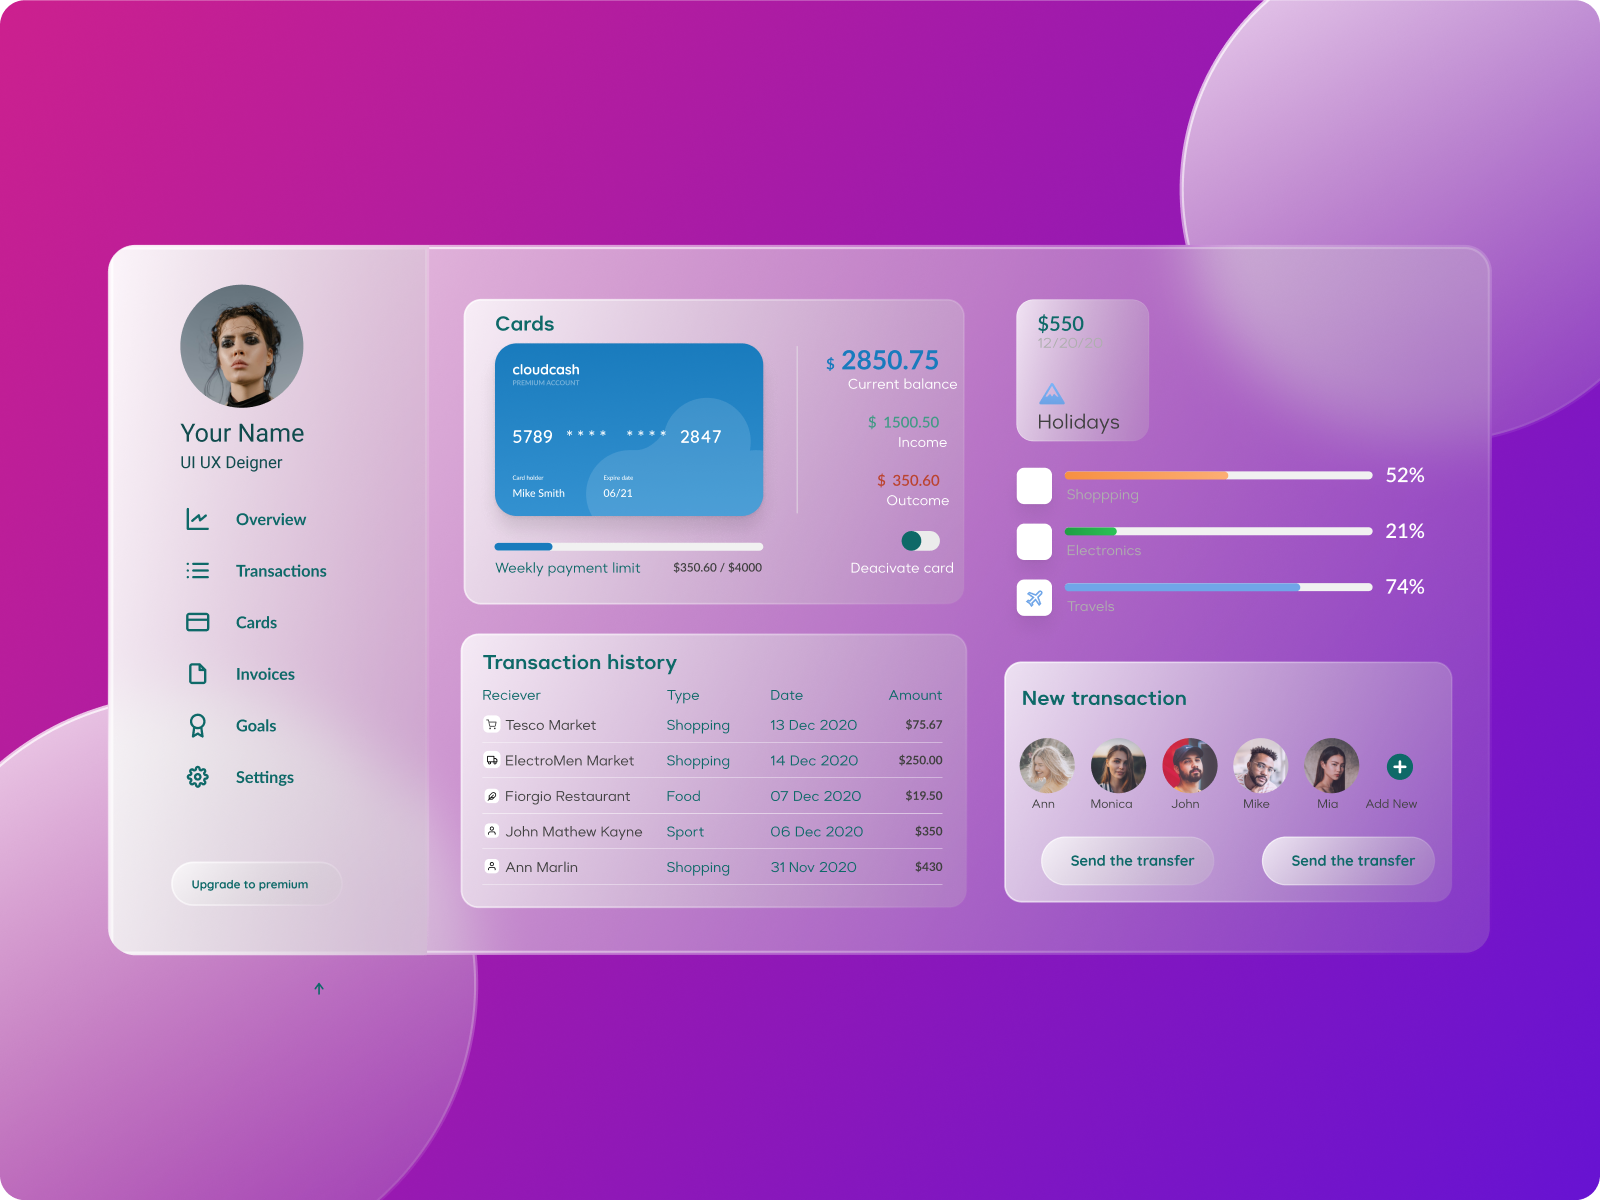 Your Name
UI UX Deigner
Overview
Transactions
Cards
Invoices
Goals
Settings
Upgrade to premium
Cards
cloudcash
PREMIUM ACCOUNT
5789 **** **** 2847
Card holder Expire date
Mike Smith 06/21
Weekly payment limit $350.60 / $4000
$ 2850.75
Current balance
$ 1500.50
Income
$ 350.60
Outcome
Deacivate card
Transaction history
Reciever Type Date Amount
Tesco Market Shopping 13 Dec 2020 $75.67
ElectroMen Market Shopping 14 Dec 2020 $250.00
Fiorgio Restaurant Food 07 Dec 2020 $19.50
John Mathew Kayne Sport 06 Dec 2020 $350
Ann Marlin Shopping 31 Nov 2020 $430
$550
12/20/20
Holidays
52%
Shoppping
21%
Electronics
74%
Travels
New transaction
Ann Monica John Mike Mia Add New
Send the transfer Send the transfer